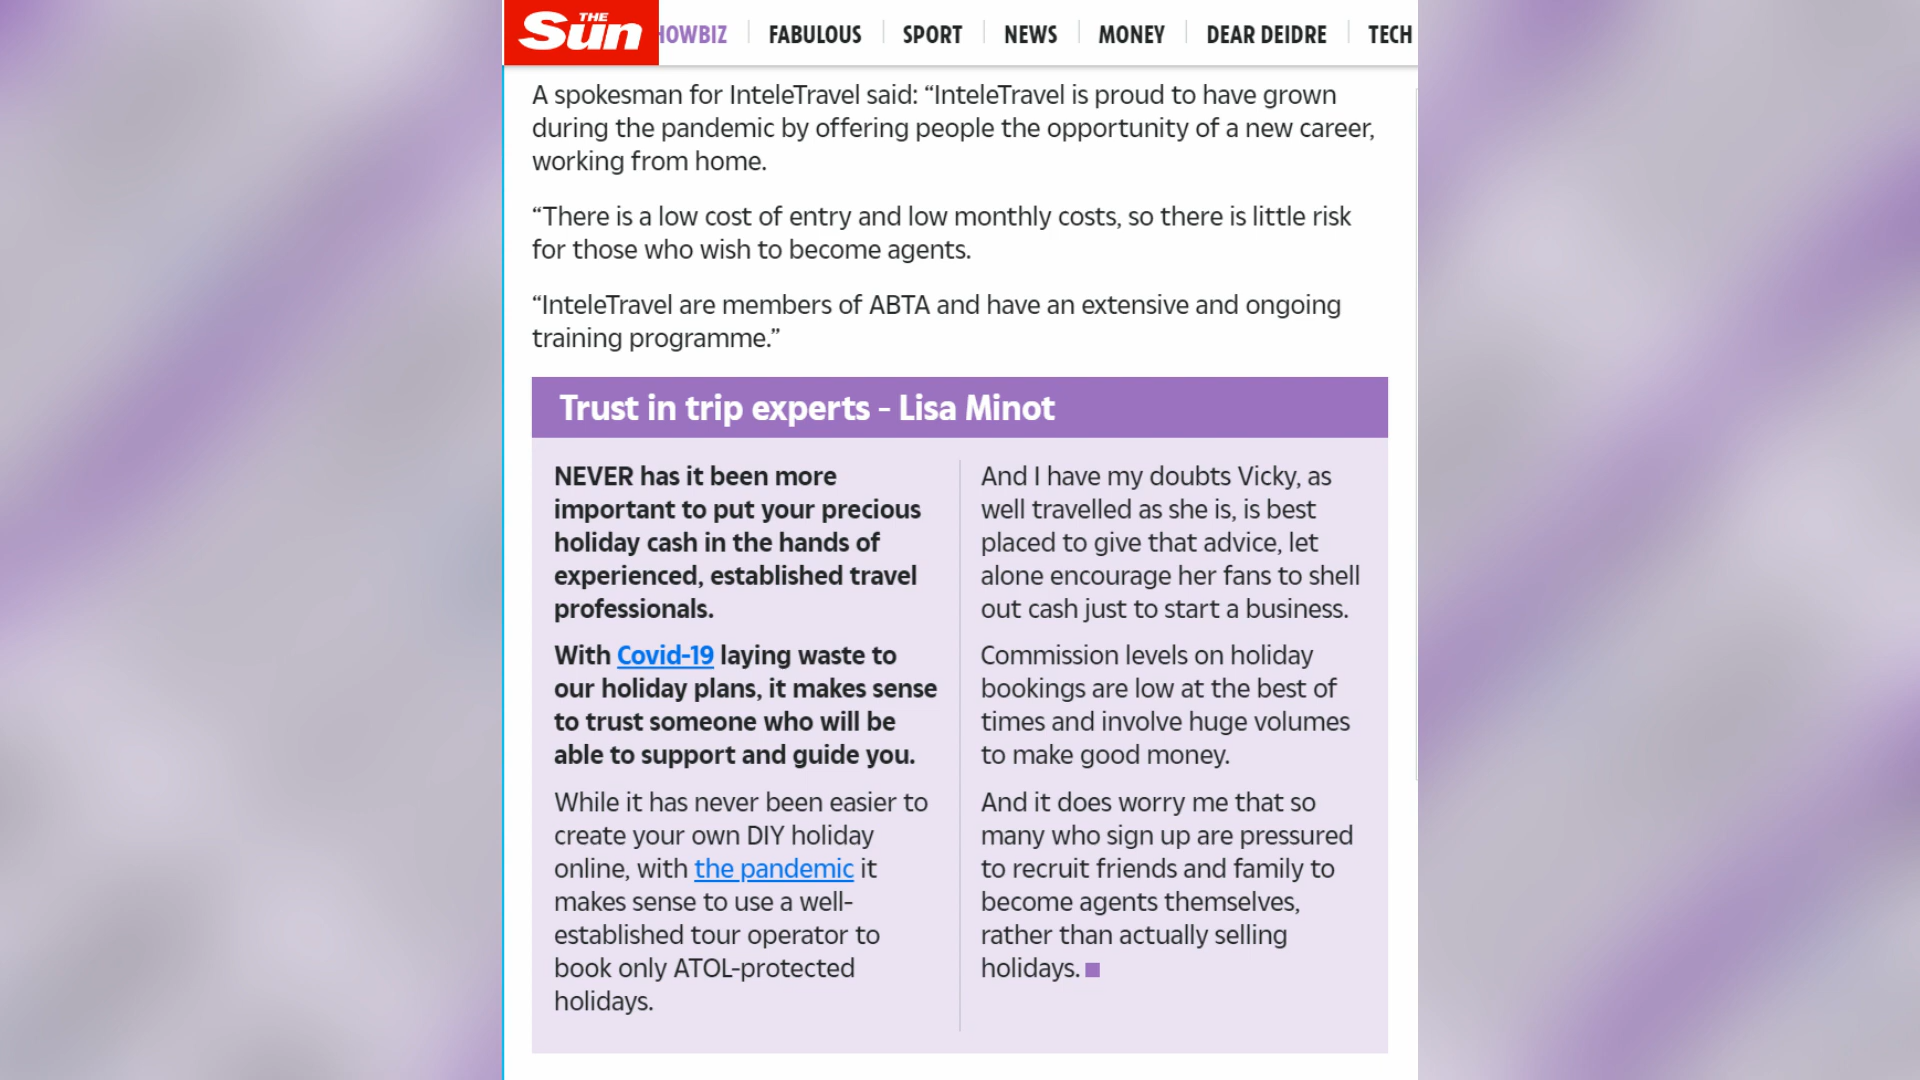 THE
Sun
HOWBIZ
FABULOUS
SPORT
NEWS
MONEY
DEAR DEIDRE
TECH
A spokesman for InteleTravel said: “InteleTravel is proud to have grown
during the pandemic by offering people the opportunity of a new career,
working from home.
“There is a low cost of entry and low monthly costs, so there is little risk
for those who wish to become agents.
“InteleTravel are members of ABTA and have an extensive and ongoing
training programme.”
Trust in trip experts - Lisa Minot
NEVER has it been more
important to put your precious
holiday cash in the hands of
experienced, established travel
professionals.
With Covid-19 laying waste to
our holiday plans, it makes sense
to trust someone who will be
able to support and guide you.
While it has never been easier to
create your own DIY holiday
online, with the pandemic it
makes sense to use a well-
established tour operator to
book only ATOL-protected
holidays.
And I have my doubts Vicky, as
well travelled as she is, is best
placed to give that advice, let
alone encourage her fans to shell
out cash just to start a business.
Commission levels on holiday
bookings are low at the best of
times and involve huge volumes
to make good money.
And it does worry me that so
many who sign up are pressured
to recruit friends and family to
become agents themselves,
rather than actually selling
holidays.